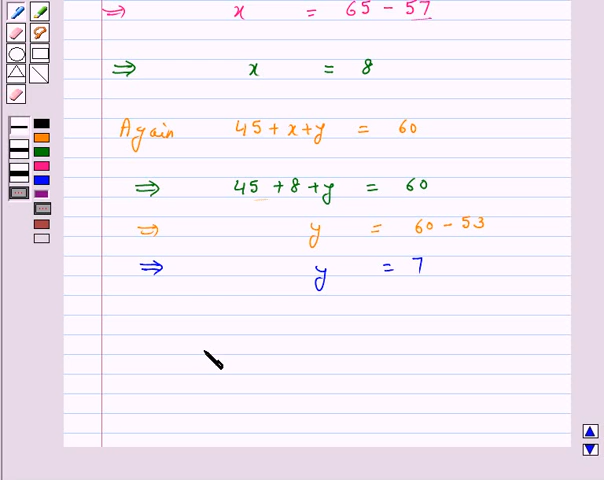 ⇒ x = 65 - 57
⇒ x = 8
Again 45 + x + y = 60
⇒ 45 + 8 + y = 60
⇒ y = 60 - 53
⇒ y = 7